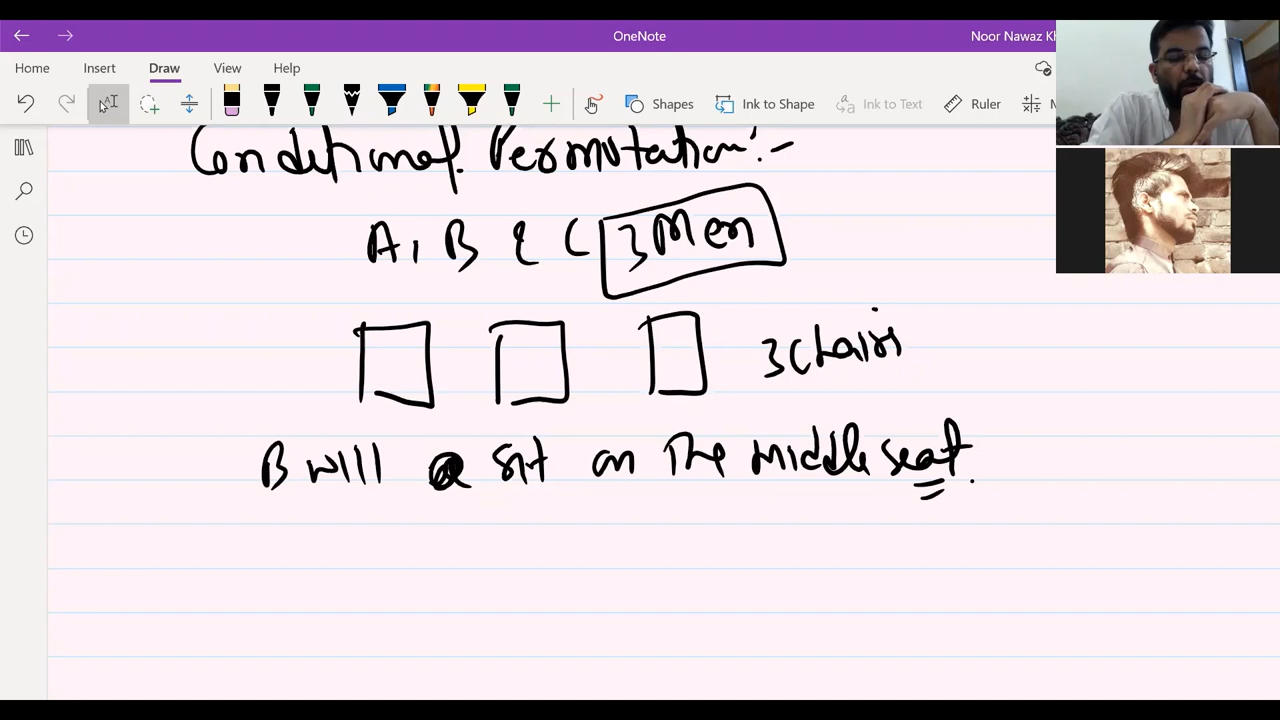 OneNote
Noor Nawaz Kh
Home Insert Draw View Help
Shapes Ink to Shape Ink to Text Ruler M
Conditional Permutation:-
A, B & C 3 Men
3 Chairs
B will sit on The middle seat.